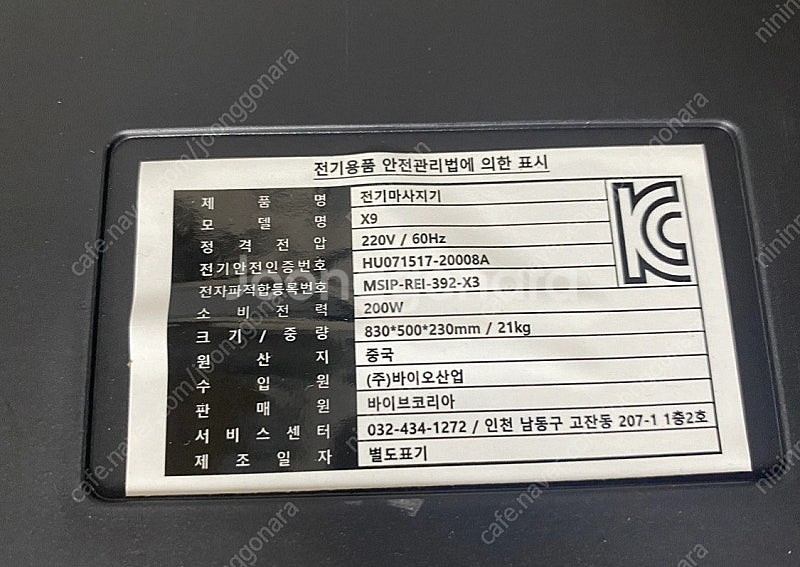 전기용품 안전관리법에 의한 표시
제 품 명 전기마사지기
모 델 명 X9
정 격 전 압 220V / 60Hz
전기안전인증번호 HU071517-20008A
전자파적합등록번호 MSIP-REI-392-X3
소 비 전 력 200W
크 기 / 중 량 830*500*230mm / 21kg
원 산 지 중국
수 입 원 (주)바이오산업
판 매 원 바이브코리아
서 비 스 센 터 032-434-1272 / 인천 남동구 고잔동 207-1 1층2호
제 조 일 자 별도표기
KC
Joongonara
cafe.naver.com/joonggonara